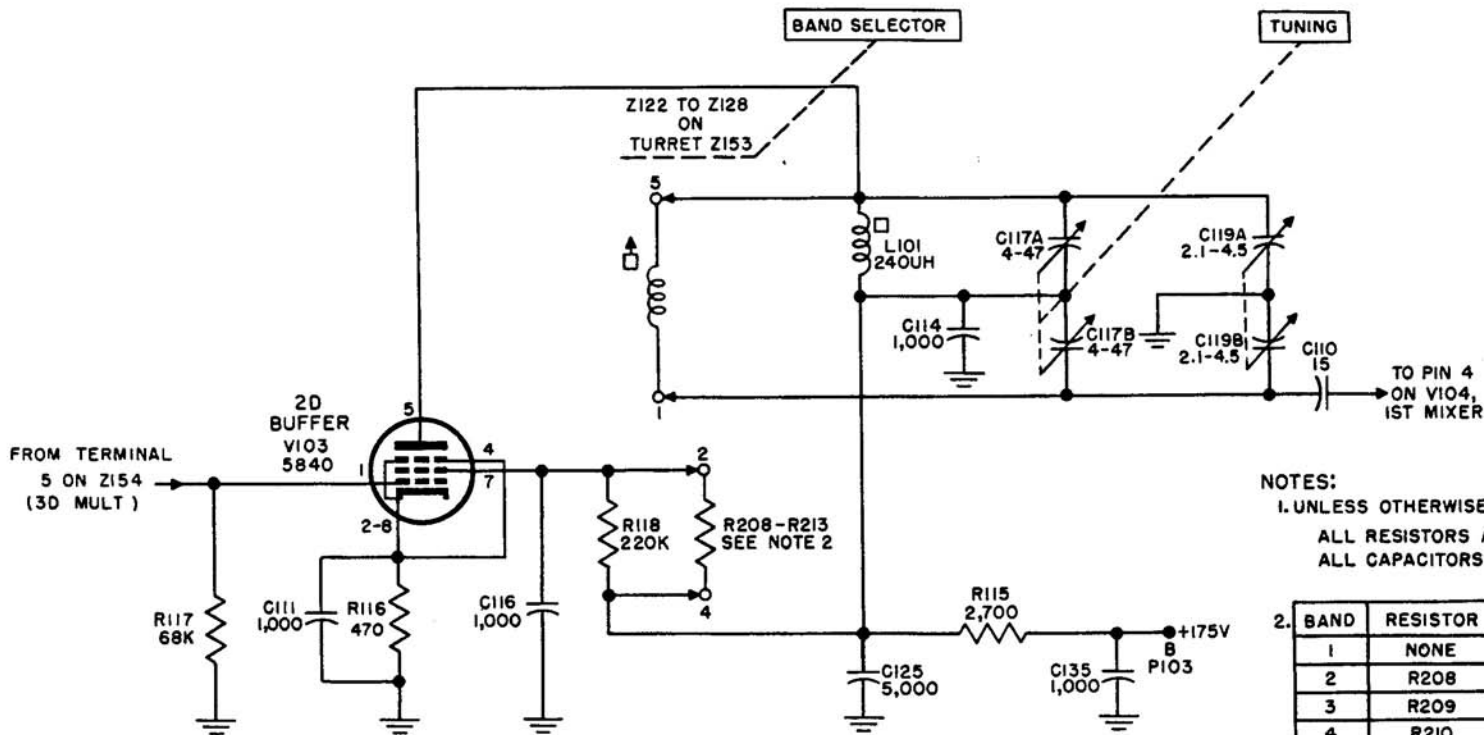 BAND SELECTOR
TUNING
Z122 TO Z128
ON
TURRET Z153
5
L101
240UH
C117A
4-47
C119A
2.1-4.5
C114
1,000
C117B
4-47
C119B
2.1-4.5
C110
15
TO PIN 4
ON V104,
1ST MIXER
1
2D
BUFFER
V103
5840
5
4
1
7
2-8
FROM TERMINAL
5 ON Z154
(3D MULT)
2
R118
220K
R208-R213
SEE NOTE 2
4
R117
68K
C111
1,000
R116
470
C116
1,000
R115
2,700
+175V
B
P103
C125
5,000
C135
1,000
NOTES:
1. UNLESS OTHERWISE
ALL RESISTORS
ALL CAPACITORS
2. BAND RESISTOR
1 NONE
2 R208
3 R209
4 R210